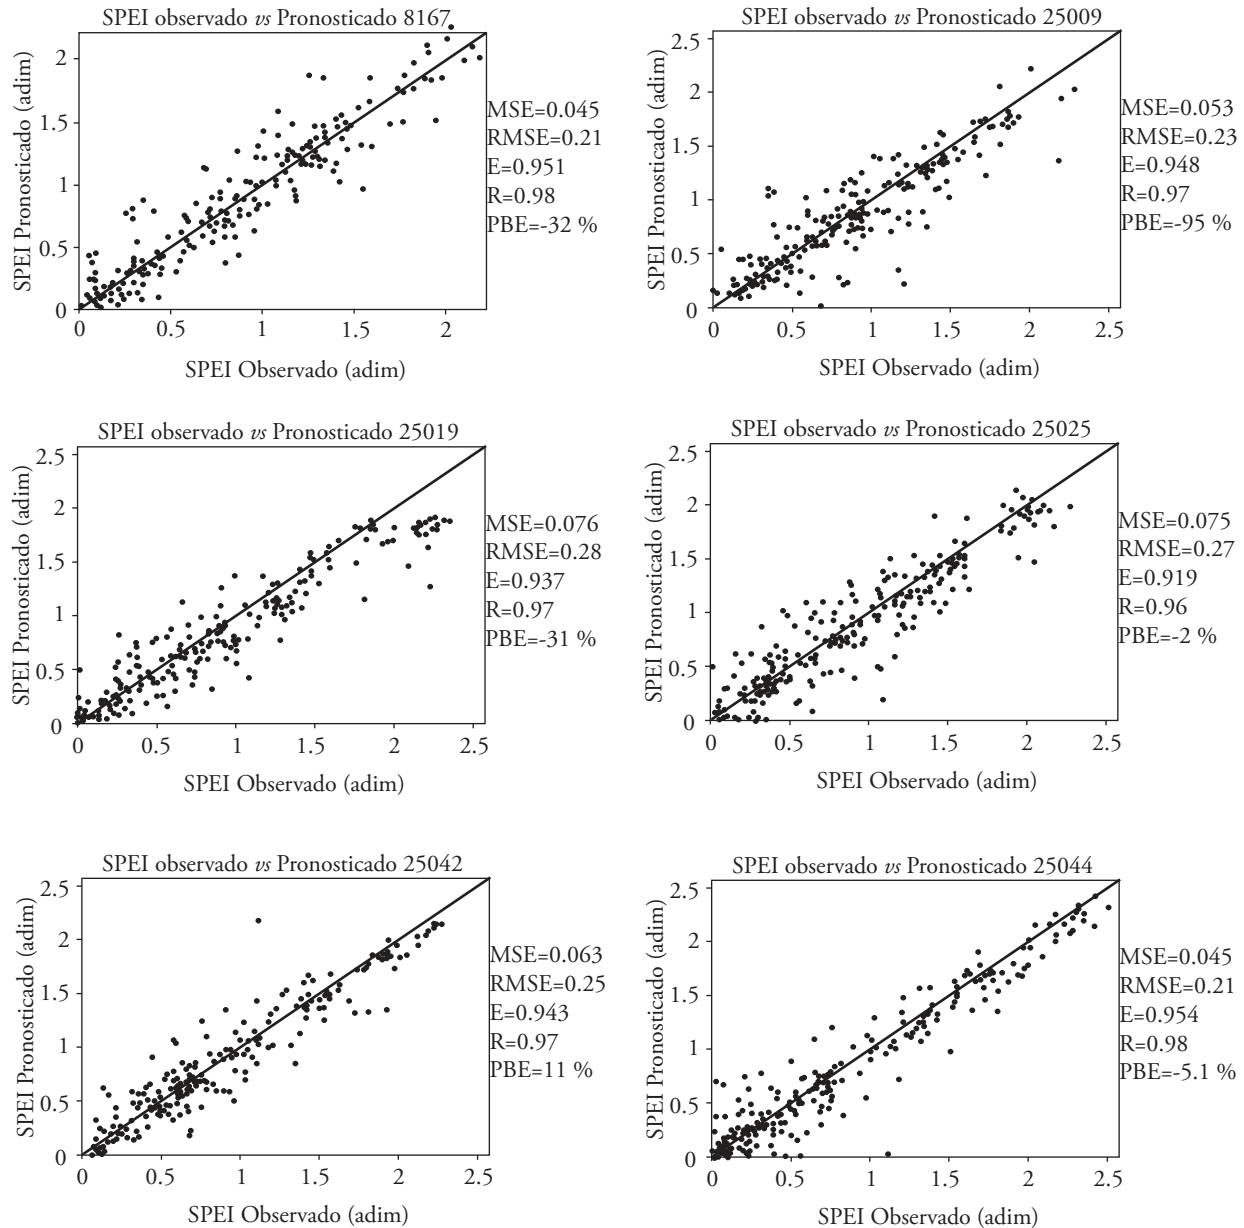 SPEI observado vs Pronosticado 8167
SPEI Pronosticado (adim)
2
1.5
1
0.5
0
0 0.5 1 1.5 2
SPEI Observado (adim)
MSE=0.045
RMSE=0.21
E=0.951
R=0.98
PBE=-32 %
SPEI observado vs Pronosticado 25009
SPEI Pronosticado (adim)
2.5
2
1.5
1
0.5
0
0 0.5 1 1.5 2 2.5
SPEI Observado (adim)
MSE=0.053
RMSE=0.23
E=0.948
R=0.97
PBE=-95 %
SPEI observado vs Pronosticado 25019
SPEI Pronosticado (adim)
2.5
2
1.5
1
0.5
0
0 0.5 1 1.5 2 2.5
SPEI Observado (adim)
MSE=0.076
RMSE=0.28
E=0.937
R=0.97
PBE=-31 %
SPEI observado vs Pronosticado 25025
SPEI Pronosticado (adim)
2.5
2
1.5
1
0.5
0
0 0.5 1 1.5 2 2.5
SPEI Observado (adim)
MSE=0.075
RMSE=0.27
E=0.919
R=0.96
PBE=-2 %
SPEI observado vs Pronosticado 25042
SPEI Pronosticado (adim)
2.5
2
1.5
1
0.5
0
0 0.5 1 1.5 2 2.5
SPEI Observado (adim)
MSE=0.063
RMSE=0.25
E=0.943
R=0.97
PBE=11 %
SPEI observado vs Pronosticado 25044
SPEI Pronosticado (adim)
2.5
2
1.5
1
0.5
0
0 0.5 1 1.5 2 2.5
SPEI Observado (adim)
MSE=0.045
RMSE=0.21
E=0.954
R=0.98
PBE=-5.1 %